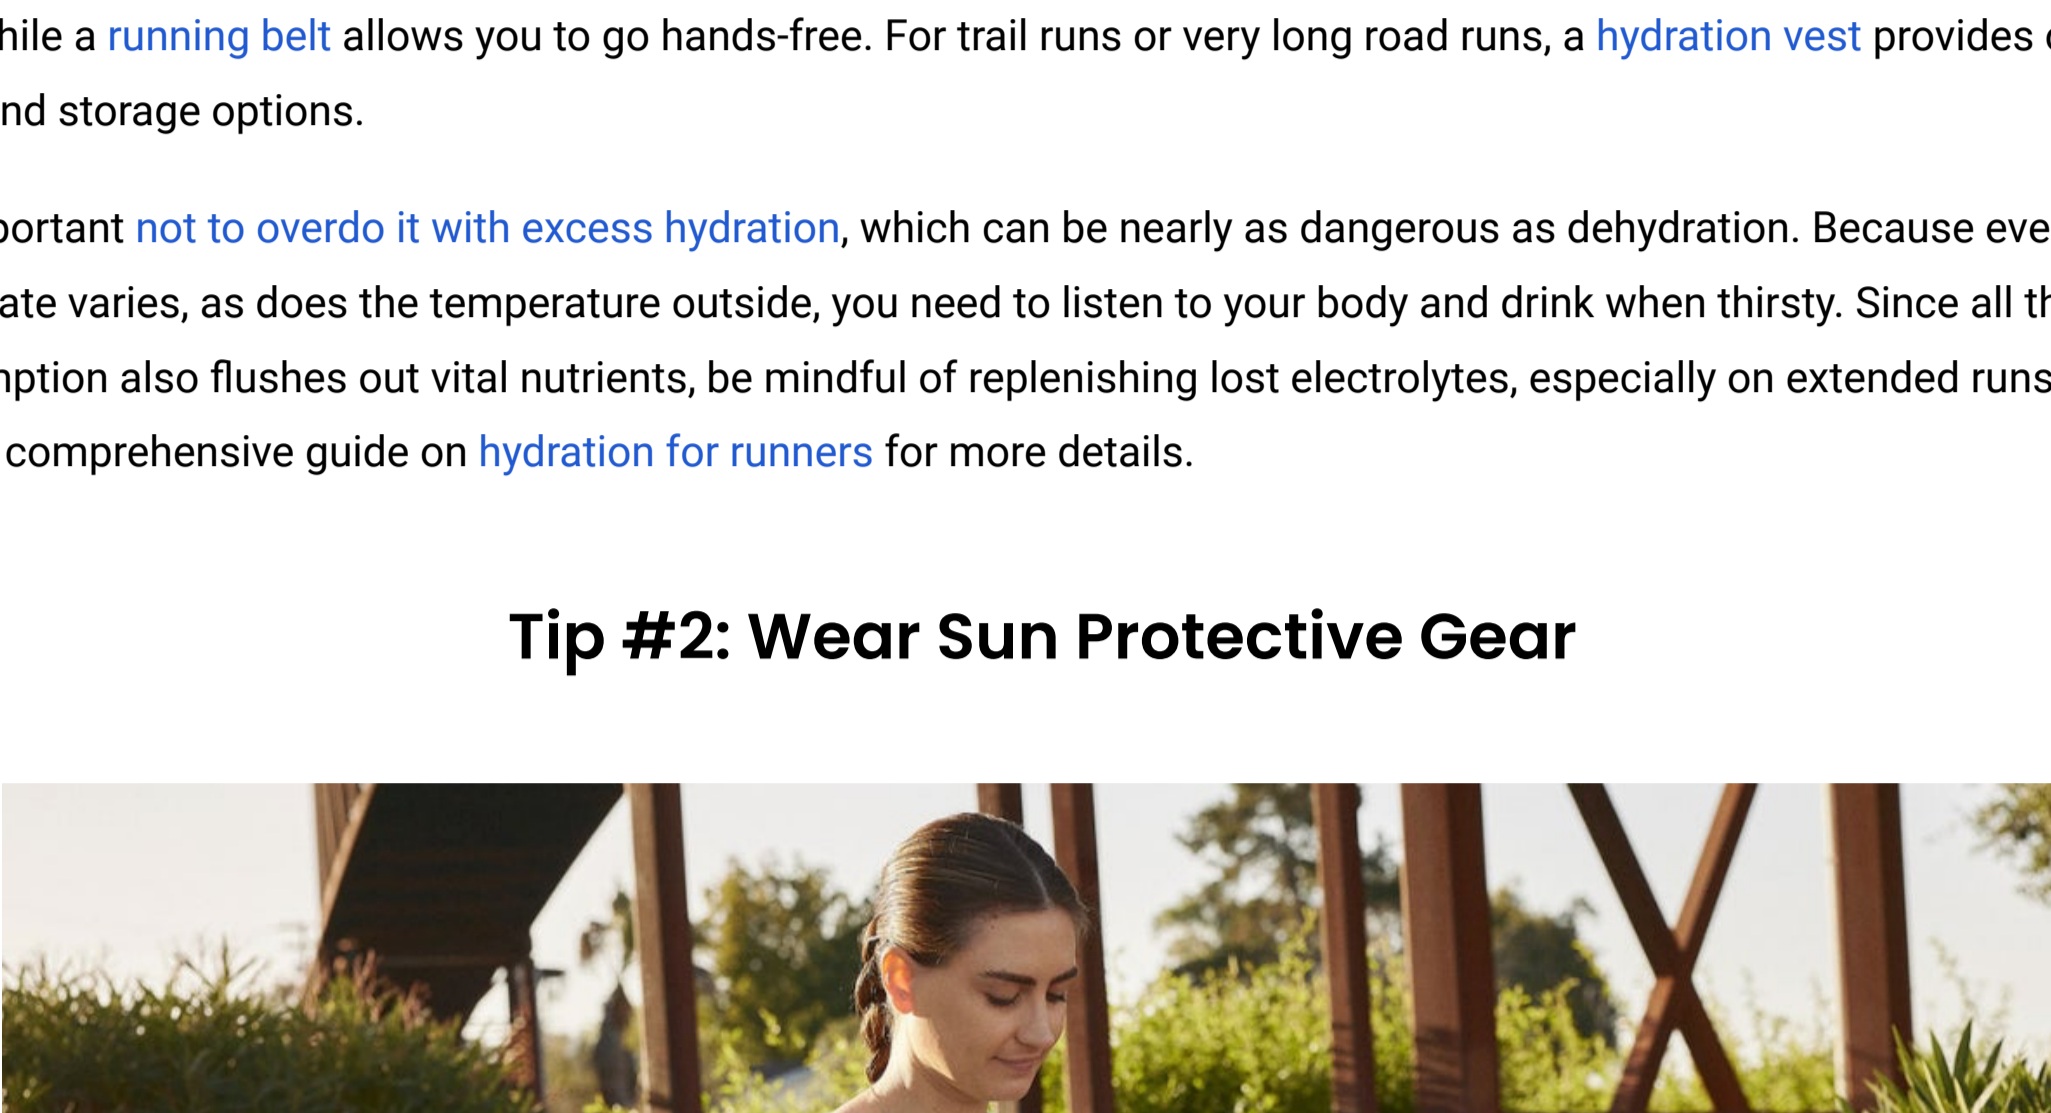 hile a running belt allows you to go hands-free. For trail runs or very long road runs, a hydration vest provides
nd storage options.
portant not to overdo it with excess hydration, which can be nearly as dangerous as dehydration. Because eve
ate varies, as does the temperature outside, you need to listen to your body and drink when thirsty. Since all th
nption also flushes out vital nutrients, be mindful of replenishing lost electrolytes, especially on extended runs
comprehensive guide on hydration for runners for more details.
Tip #2: Wear Sun Protective Gear